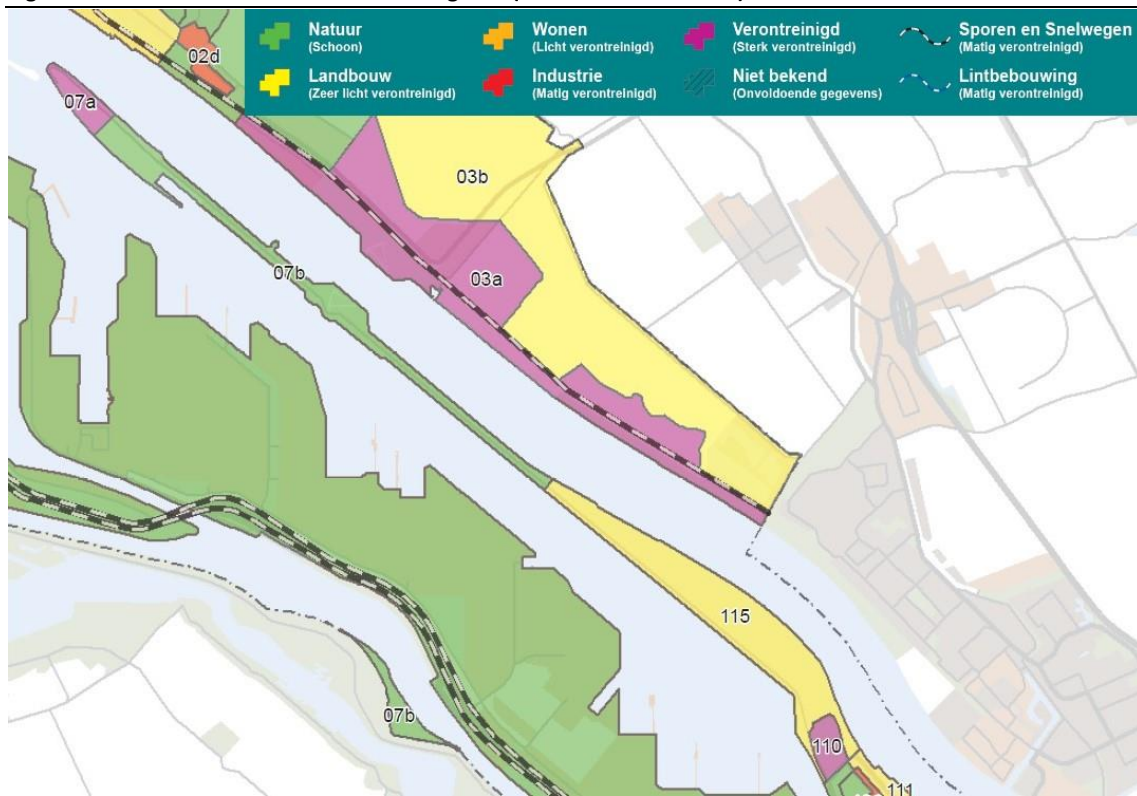 Natuur
(Schoon)
Wonen
(Licht verontreinigd)
Verontreinigd
(Sterk verontreinigd)
Sporen en Snelwegen
(Matig verontreinigd)
Landbouw
(Zeer licht verontreinigd)
Industrie
(Matig verontreinigd)
Niet bekend
(Onvoldoende gegevens)
Lintbebouwing
(Matig verontreinigd)
02d
07a
03b
07b
03a
115
07b
110
111